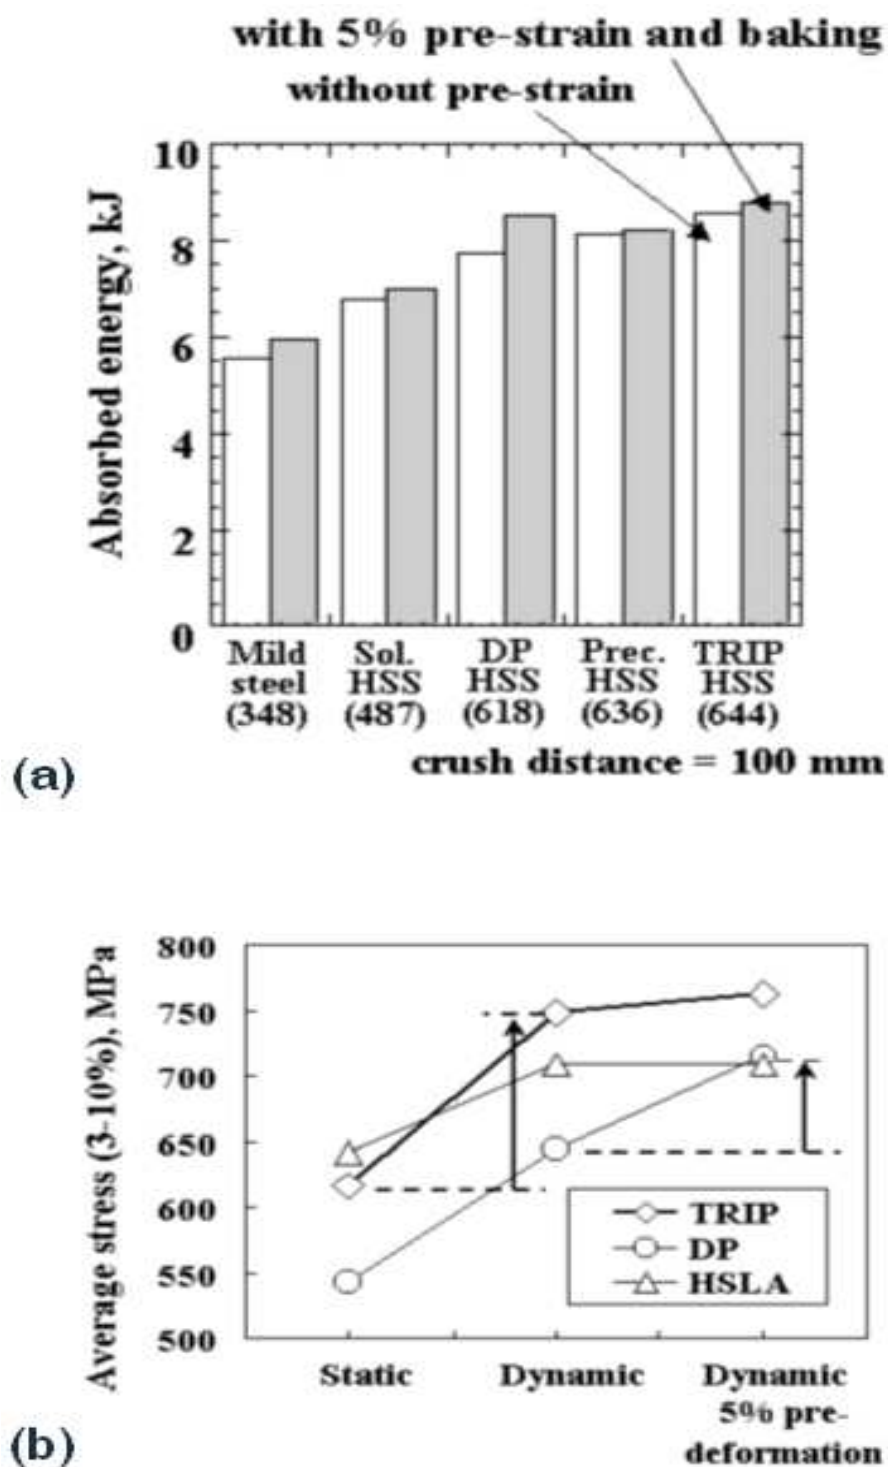 with 5% pre-strain and baking
without pre-strain
Absorbed energy, kJ
10
8
6
4
2
0
Mild steel (348)
Sol. HSS (487)
DP HSS (618)
Prec. HSS (636)
TRIP HSS (644)
crush distance = 100 mm
(a)
Average stress (3-10%), MPa
800
750
700
650
600
550
500
TRIP
DP
HSLA
Static
Dynamic
Dynamic 5% pre-deformation
(b)